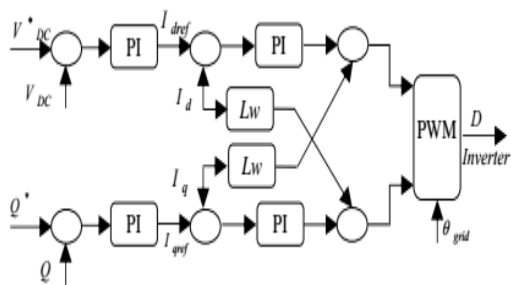 V*DC
PI
Idref
PI
VDC
Id
Lw
PWM
D
Inverter
Lw
Iq
Q*
PI
Iqref
PI
θgrid
Q